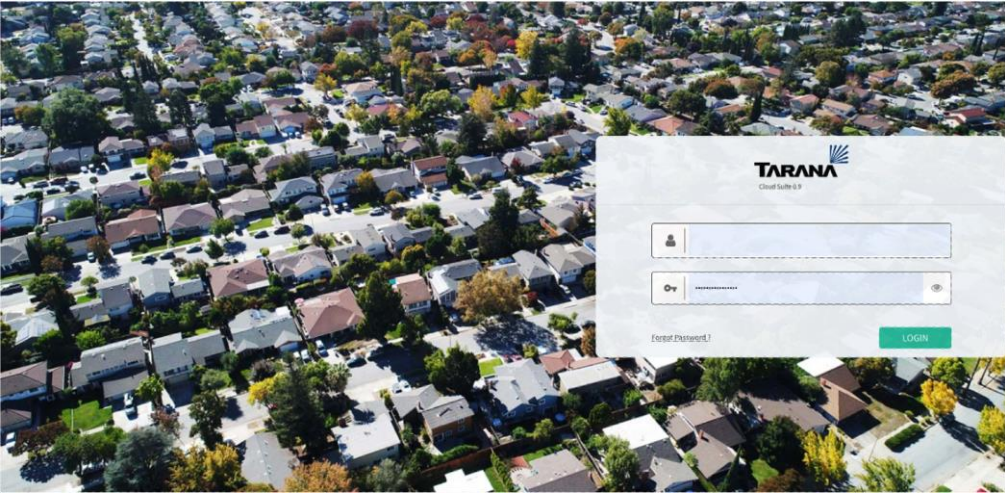 TARANA
Cloud Suite 0.9
••••••••••••••••
Forgot Password ?
LOGIN